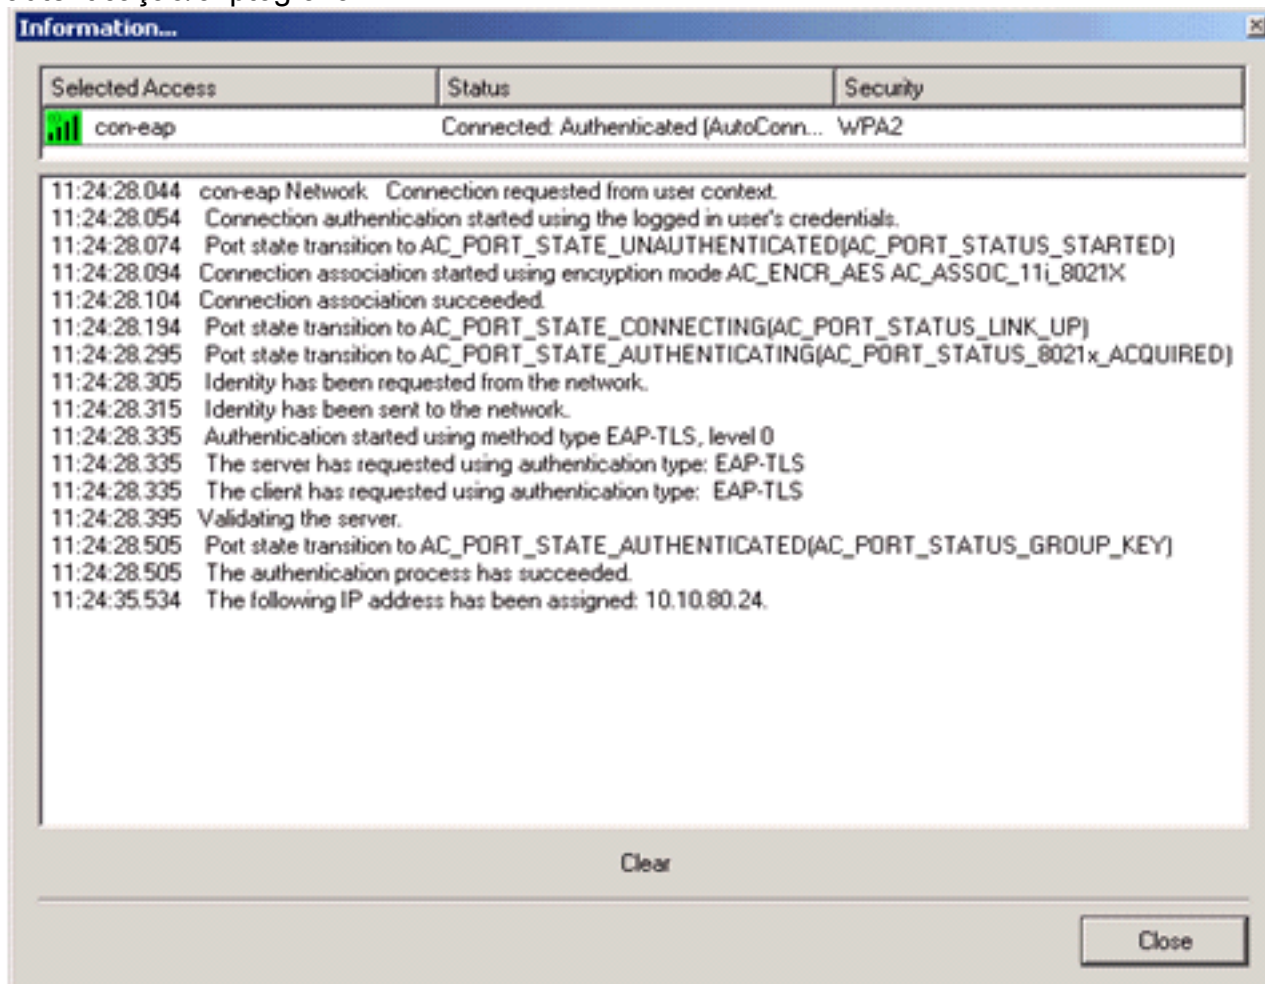 Information...
Selected Access Status Security
con-eap Connected: Authenticated (AutoConn... WPA2
11:24:28.044 con-eap Network Connection requested from user context.
11:24:28.054 Connection authentication started using the logged in user's credentials.
11:24:28.074 Port state transition to AC_PORT_STATE_UNAUTHENTICATED(AC_PORT_STATUS_STARTED)
11:24:28.094 Connection association started using encryption mode AC_ENCR_AES AC_ASSOC_11i_8021X
11:24:28.104 Connection association succeeded.
11:24:28.194 Port state transition to AC_PORT_STATE_CONNECTING(AC_PORT_STATUS_LINK_UP)
11:24:28.295 Port state transition to AC_PORT_STATE_AUTHENTICATING(AC_PORT_STATUS_8021x_ACQUIRED)
11:24:28.305 Identity has been requested from the network.
11:24:28.315 Identity has been sent to the network.
11:24:28.335 Authentication started using method type EAP-TLS, level 0
11:24:28.335 The server has requested using authentication type: EAP-TLS
11:24:28.335 The client has requested using authentication type: EAP-TLS
11:24:28.395 Validating the server.
11:24:28.505 Port state transition to AC_PORT_STATE_AUTHENTICATED(AC_PORT_STATUS_GROUP_KEY)
11:24:28.505 The authentication process has succeeded.
11:24:35.534 The following IP address has been assigned: 10.10.80.24.
Clear
Close